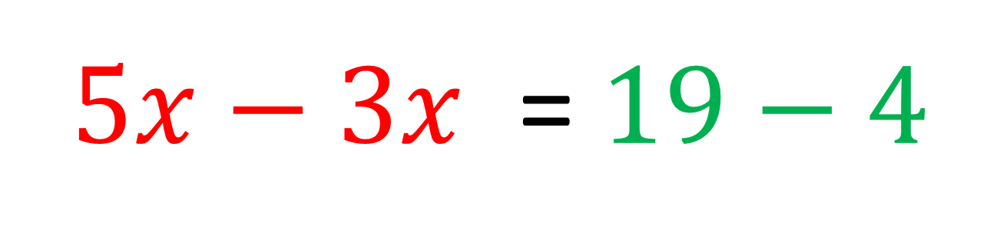 5x − 3x = 19 − 4